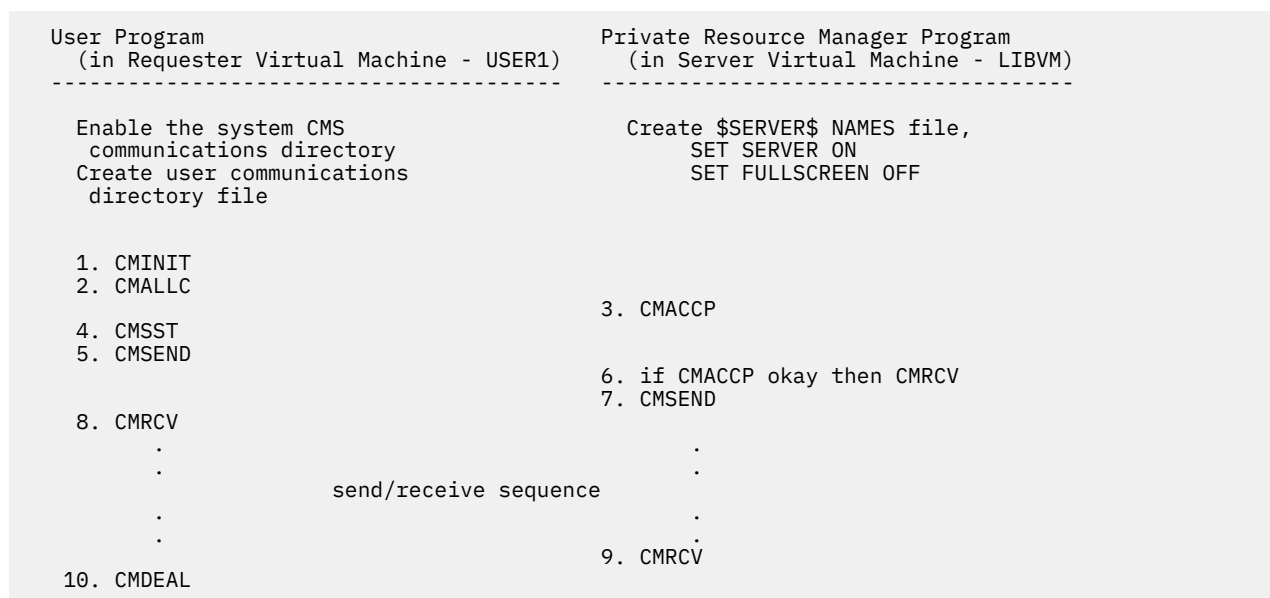 User Program Private Resource Manager Program
(in Requester Virtual Machine - USER1) (in Server Virtual Machine - LIBVM)
---------------------------------------- -------------------------------------
Enable the system CMS Create $SERVER$ NAMES file,
communications directory SET SERVER ON
Create user communications SET FULLSCREEN OFF
directory file
1. CMINIT
2. CMALLC
3. CMACCP
4. CMSST
5. CMSEND
6. if CMACCP okay then CMRCV
7. CMSEND
8. CMRCV
. .
. .
send/receive sequence
. .
. .
9. CMRCV
10. CMDEAL